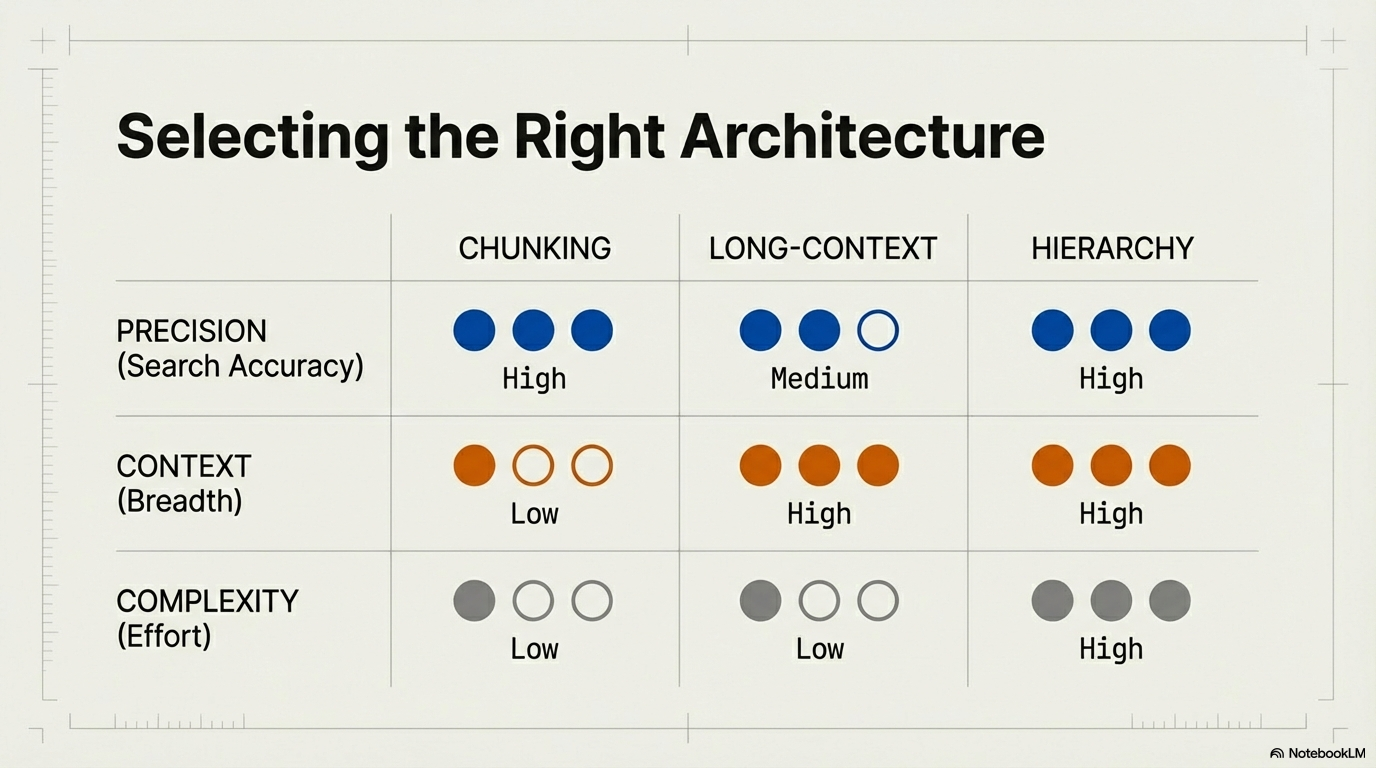 Selecting the Right Architecture
CHUNKING
LONG-CONTEXT
HIERARCHY
PRECISION
(Search Accuracy)
High
Medium
High
CONTEXT
(Breadth)
Low
High
High
COMPLEXITY
(Effort)
Low
Low
High
NotebookLM